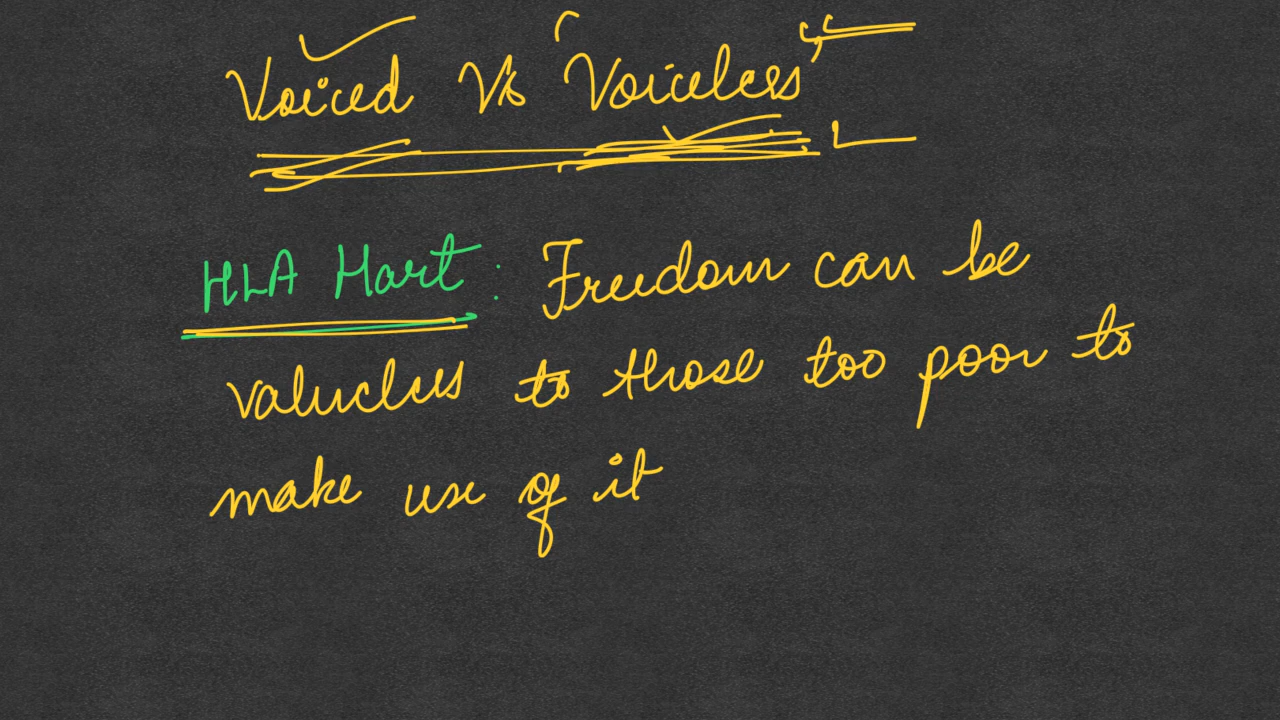 Voiced Vs 'Voiceless'
HLA Hart : Freedom can be
valueless to those too poor to
make use of it